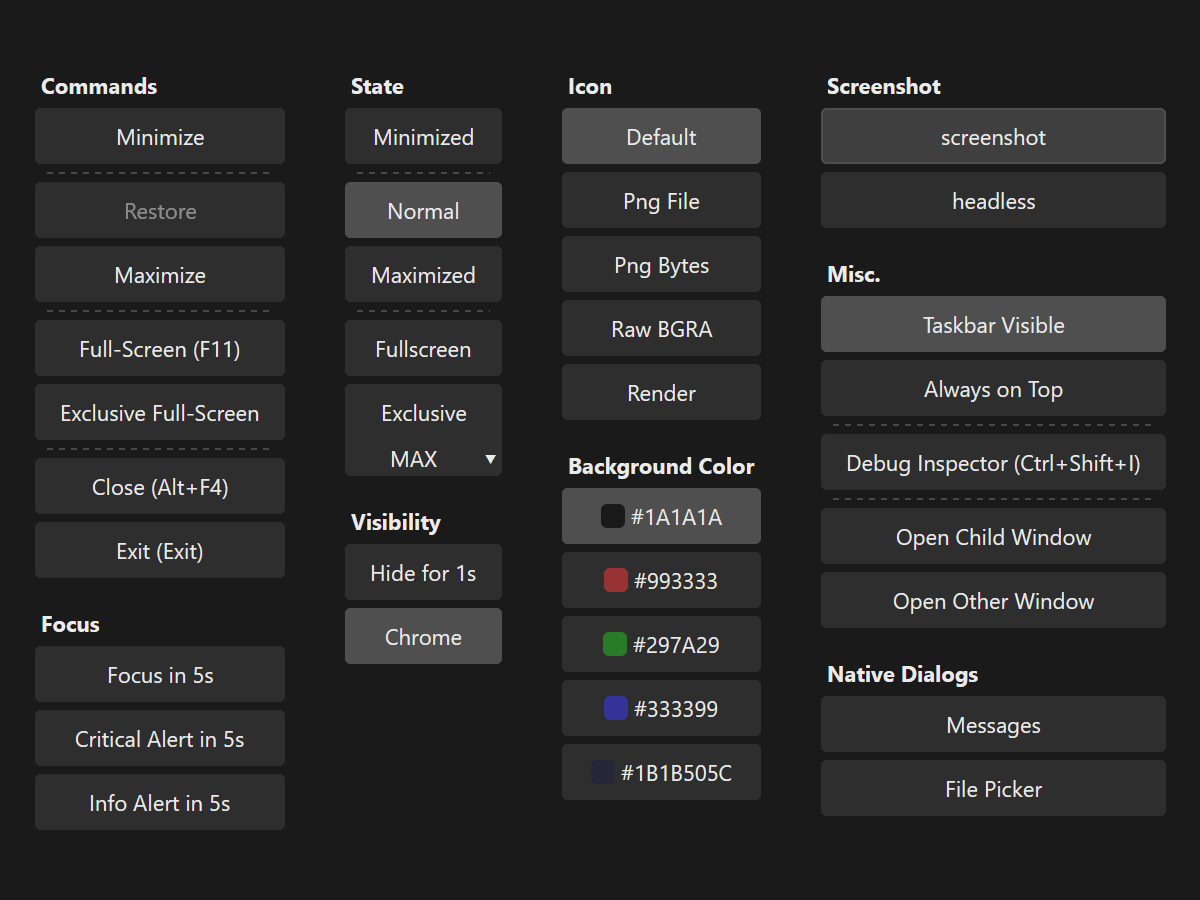 Commands
Minimize
Restore
Maximize
Full-Screen (F11)
Exclusive Full-Screen
Close (Alt+F4)
Exit (Exit)
Focus
Focus in 5s
Critical Alert in 5s
Info Alert in 5s
State
Minimized
Normal
Maximized
Fullscreen
Exclusive
MAX
Visibility
Hide for 1s
Chrome
Icon
Default
Png File
Png Bytes
Raw BGRA
Render
Background Color
#1A1A1A
#993333
#297A29
#333399
#1B1B505C
Screenshot
screenshot
headless
Misc.
Taskbar Visible
Always on Top
Debug Inspector (Ctrl+Shift+I)
Open Child Window
Open Other Window
Native Dialogs
Messages
File Picker